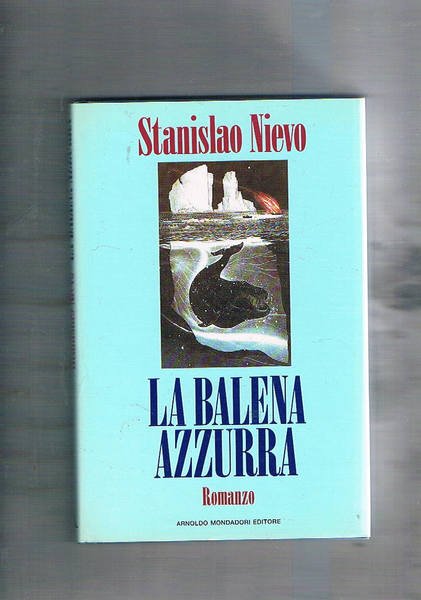 Stanislao Nievo
LA BALENA
AZZURRA
Romanzo
ARNOLDO MONDADORI EDITORE